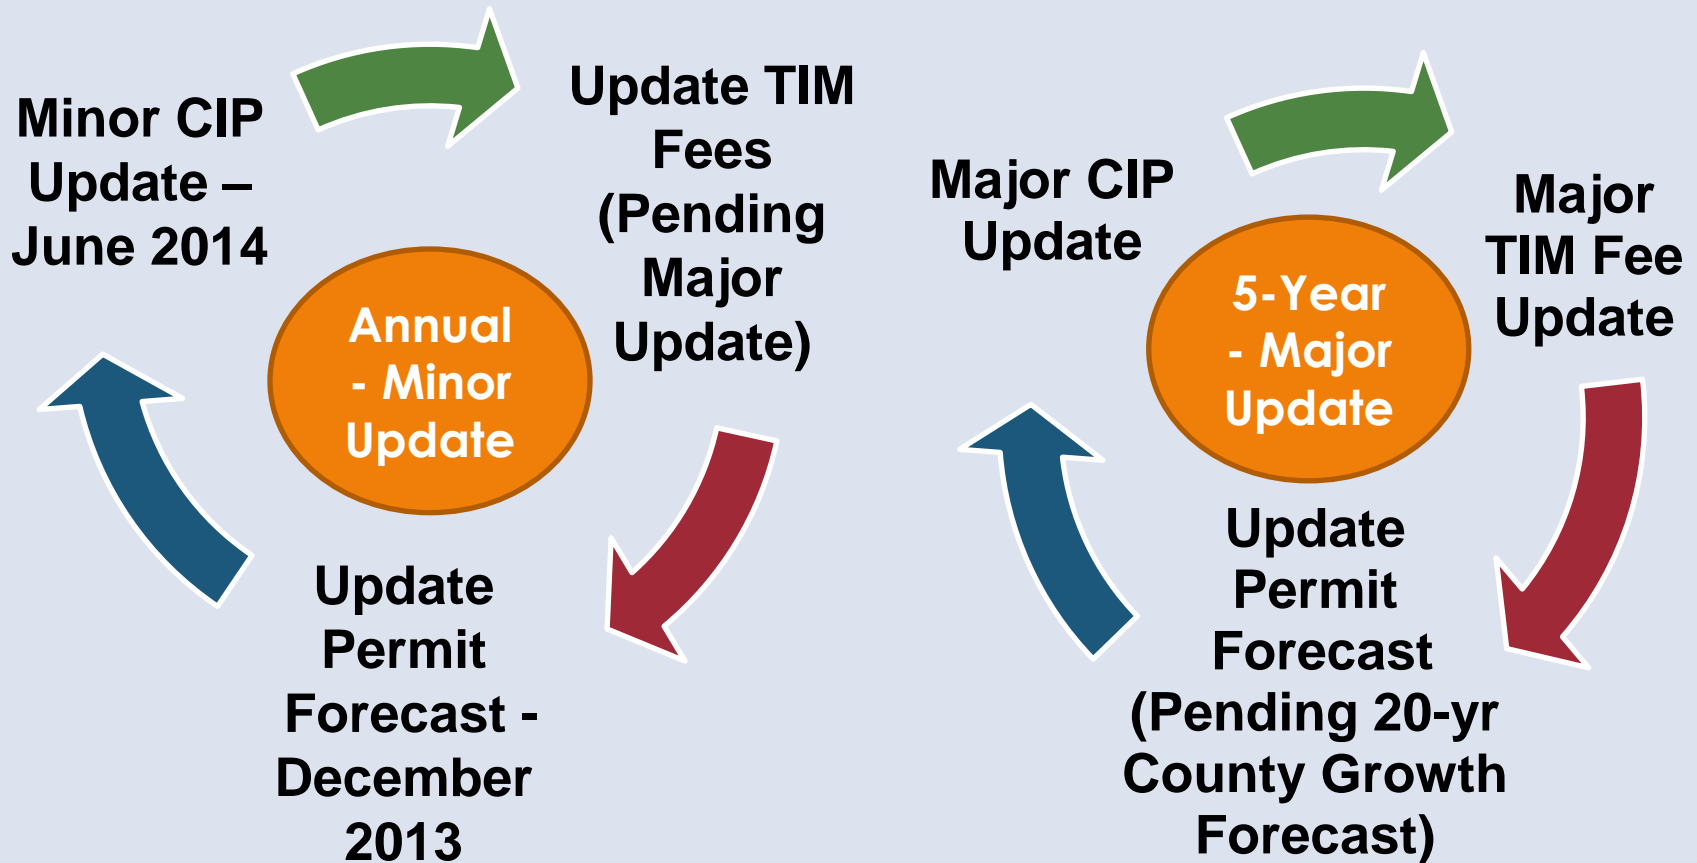 Minor CIP
Update –
June 2014
Update TIM
Fees
(Pending
Major
Update)
Annual
- Minor
Update
Update
Permit
Forecast -
December
2013
Major CIP
Update
Major
TIM Fee
Update
5-Year
- Major
Update
Update
Permit
Forecast
(Pending 20-yr
County Growth
Forecast)